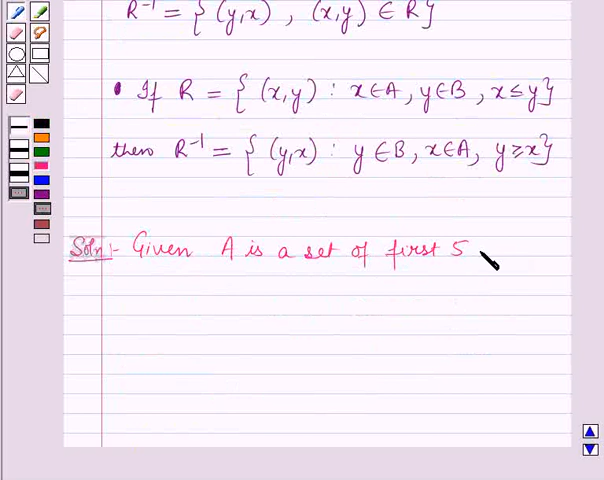 R⁻¹ = { (y,x) , (x,y) ∈ R}
• If R = { (x,y) : x∈A, y∈B , x≤y}
then R⁻¹ = { (y,x) : y∈B, x∈A, y≥x}
Soln:- Given A is a set of first 5